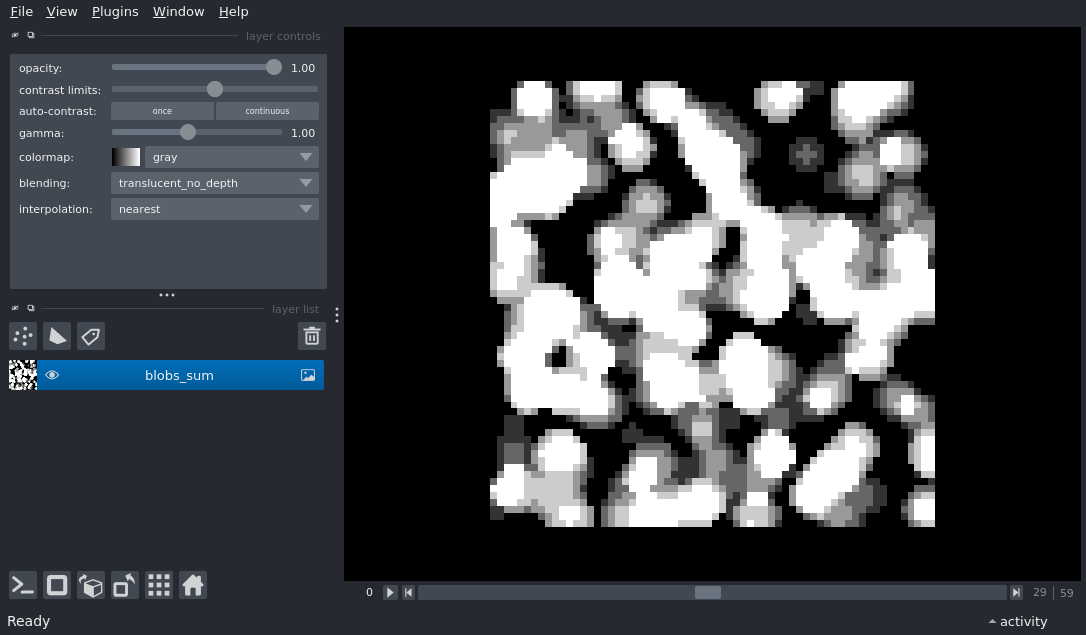 File View Plugins Window Help
layer controls
opacity: 1.00
contrast limits:
auto-contrast: once continuous
gamma: 1.00
colormap: gray
blending: translucent_no_depth
interpolation: nearest
layer list
blobs_sum
0 29 59
Ready activity